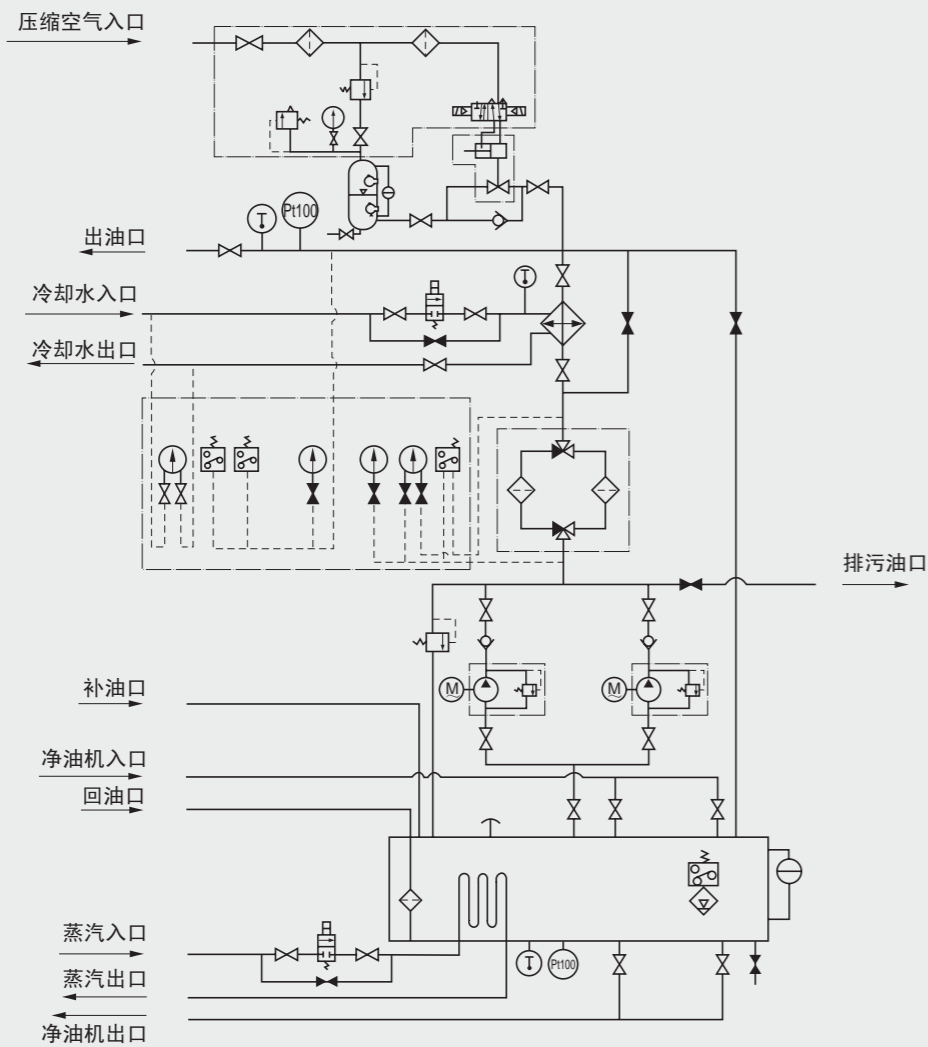 压缩空气入口
Pt100
出油口
冷却水入口
冷却水出口
排污油口
M
M
补油口
净油机入口
回油口
蒸汽入口
Pt100
蒸汽出口
净油机出口